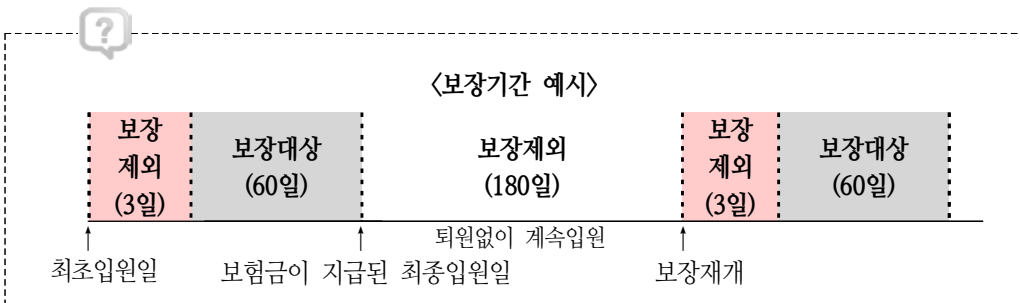 ?
〈보장기간 예시〉
보장
제외
(3일)
보장대상
(60일)
보장제외
(180일)
보장
제외
(3일)
보장대상
(60일)
퇴원없이 계속입원
최초입원일
보험금이 지급된 최종입원일
보장재개